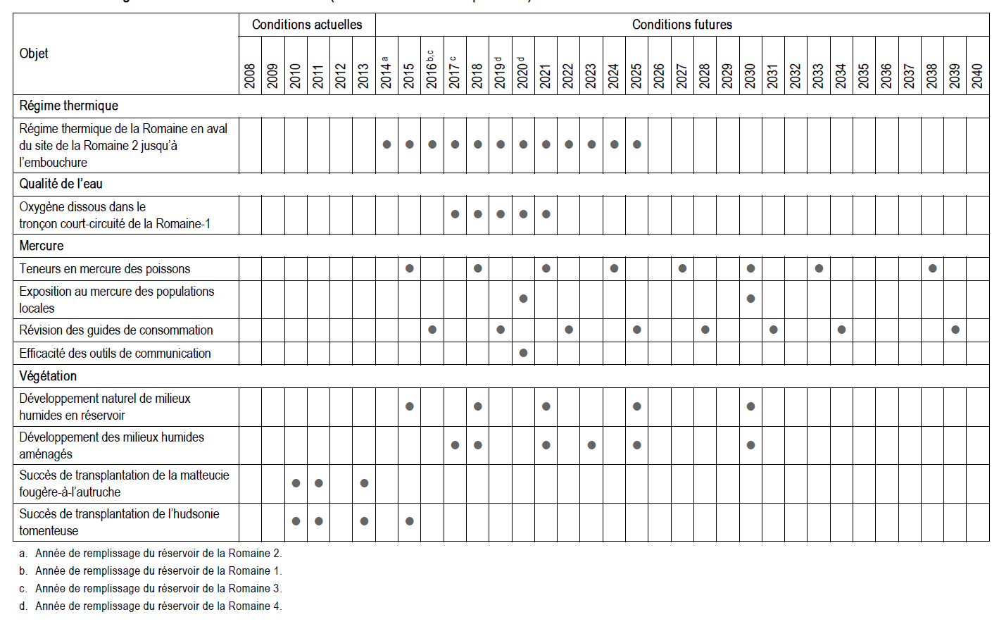 Conditions actuelles Conditions futures
Objet
2008 2009 2010 2011 2012 2013 2014 a 2015 2016 b,c 2017 c 2018 2019 d 2020 d 2021 2022 2023 2024 2025 2026 2027 2028 2029 2030 2031 2032 2033 2034 2035 2036 2037 2038 2039 2040
Régime thermique
Régime thermique de la Romaine en aval
du site de la Romaine 2 jusqu’à
l’embouchure
● ● ● ● ● ● ● ● ● ● ● ●
Qualité de l’eau
Oxygène dissous dans le
tronçon court-circuité de la Romaine-1
● ● ● ● ●
Mercure
Teneurs en mercure des poissons ● ● ● ● ● ● ● ●
Exposition au mercure des populations
locales
● ●
Révision des guides de consommation ● ● ● ● ● ● ● ●
Efficacité des outils de communication ●
Végétation
Développement naturel de milieux
humides en réservoir
● ● ● ● ●
Développement des milieux humides
aménagés
● ● ● ● ● ●
Succès de transplantation de la matteucie
fougère-à-l’autruche
● ● ●
Succès de transplantation de l’hudsonie
tomenteuse
● ● ● ●
a. Année de remplissage du réservoir de la Romaine 2.
b. Année de remplissage du réservoir de la Romaine 1.
c. Année de remplissage du réservoir de la Romaine 3.
d. Année de remplissage du réservoir de la Romaine 4.